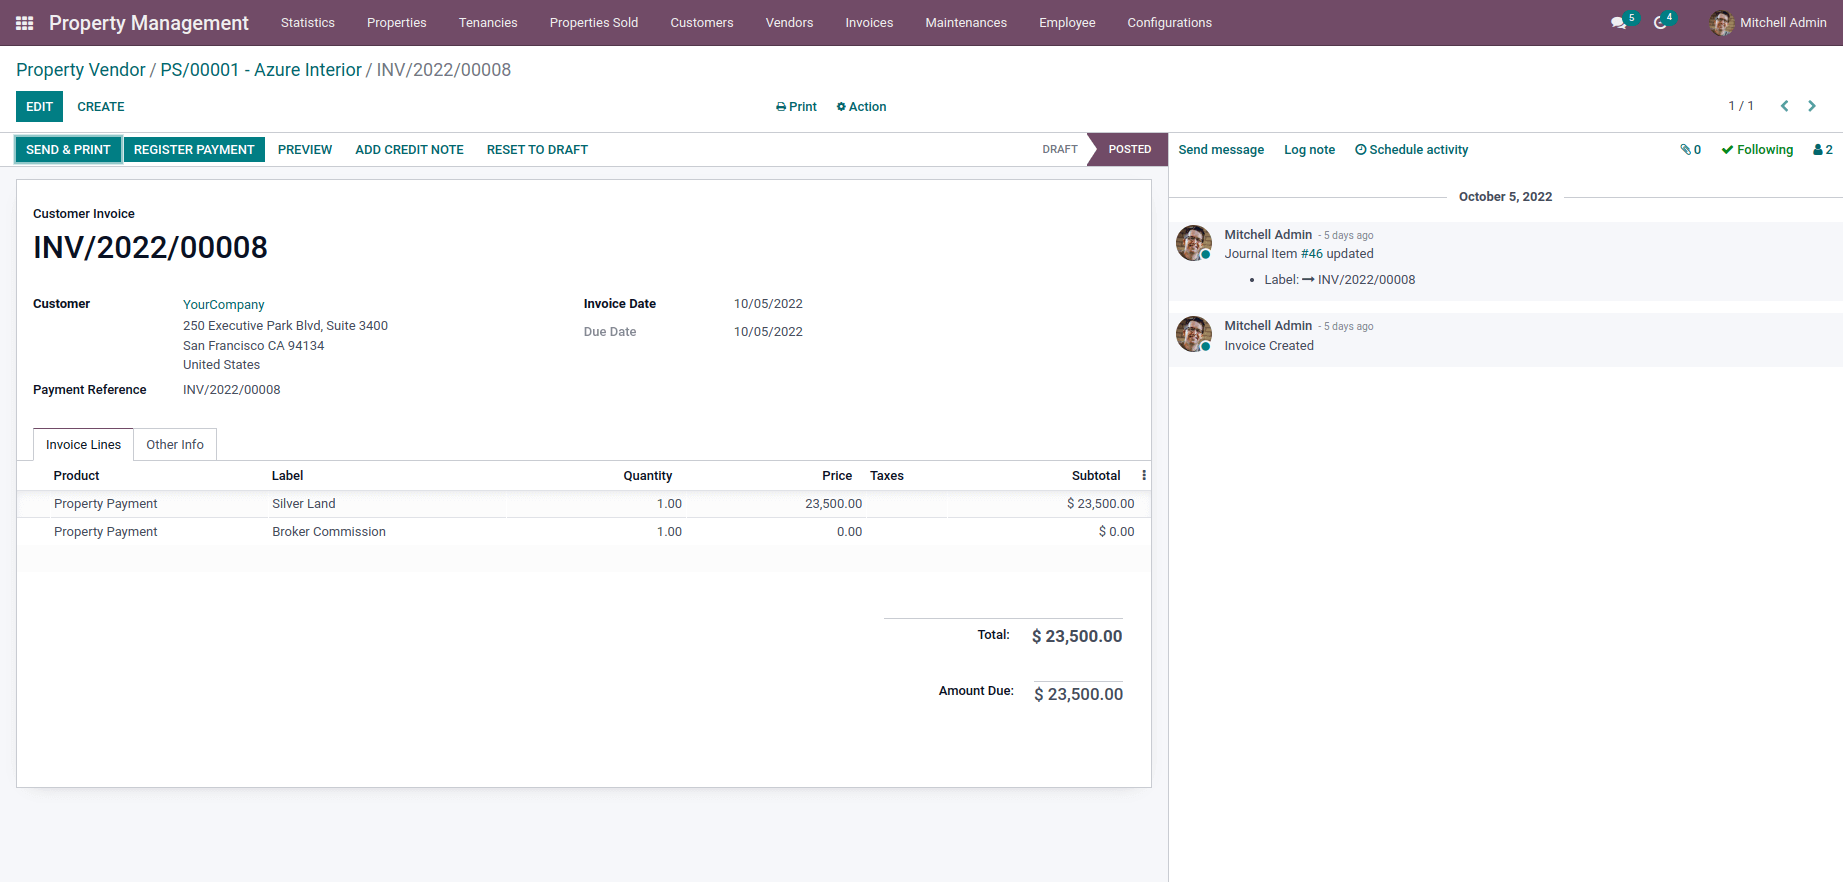 Property Management Statistics Properties Tenancies Properties Sold Customers Vendors Invoices Maintenances Employee Configurations 5 4 Mitchell Admin
Property Vendor / PS/00001 - Azure Interior / INV/2022/00008
EDIT CREATE Print Action 1 / 1
SEND & PRINT REGISTER PAYMENT PREVIEW ADD CREDIT NOTE RESET TO DRAFT DRAFT POSTED
Send message Log note Schedule activity 0 Following 2
Customer Invoice
INV/2022/00008
Customer YourCompany
250 Executive Park Blvd, Suite 3400
San Francisco CA 94134
United States
Payment Reference INV/2022/00008
Invoice Date 10/05/2022
Due Date 10/05/2022
Invoice Lines Other Info
Product Label Quantity Price Taxes Subtotal
Property Payment Silver Land 1.00 23,500.00 $ 23,500.00
Property Payment Broker Commission 1.00 0.00 $ 0.00
Total: $ 23,500.00
Amount Due: $ 23,500.00
October 5, 2022
Mitchell Admin - 5 days ago
Journal Item #46 updated
• Label: → INV/2022/00008
Mitchell Admin - 5 days ago
Invoice Created